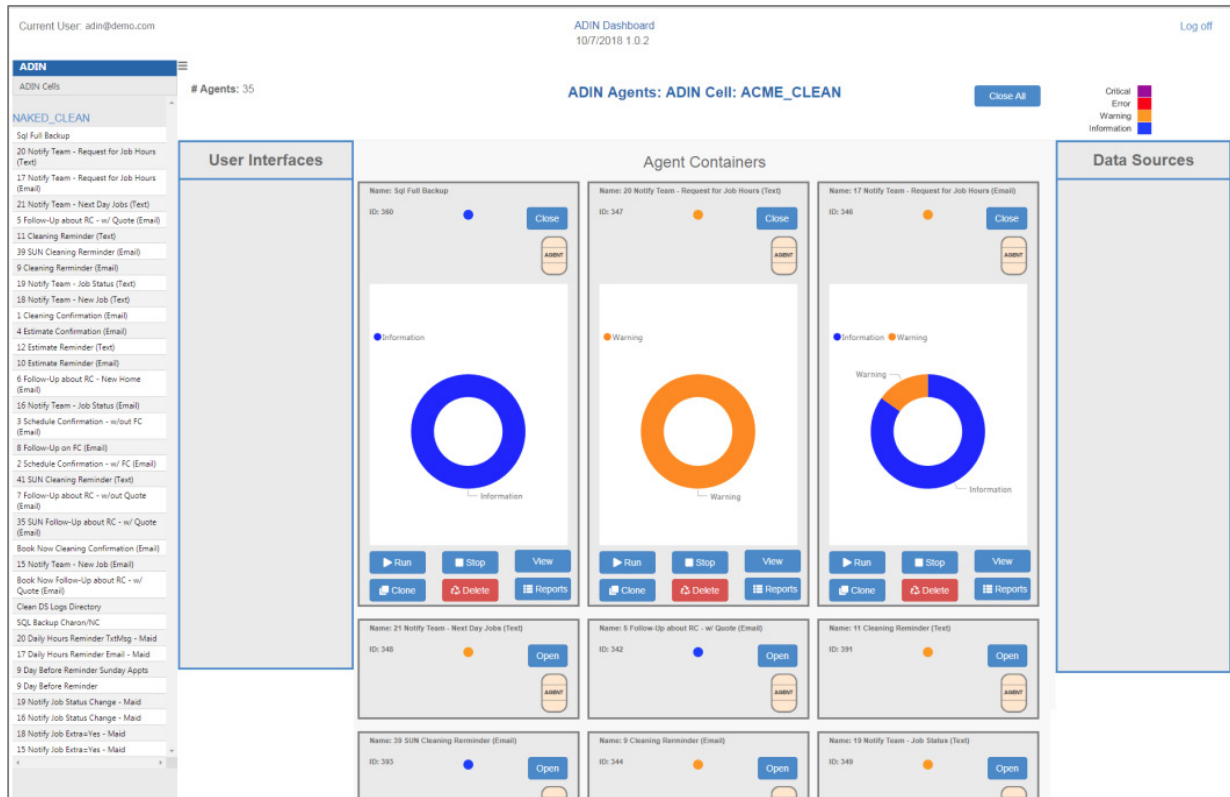 Current User: adin@demo.com
ADIN Dashboard
10/7/2018 1.0.2
Log off
ADIN
ADIN Cells
NAKED_CLEAN
Sql Full Backup
20 Notify Team - Request for Job Hours
(Text)
17 Notify Team - Request for Job Hours
(Email)
21 Notify Team - Next Day Jobs (Text)
5 Follow-Up about RC - w/ Quote (Email)
11 Cleaning Reminder (Text)
39 SUN Cleaning Rerminder (Email)
9 Cleaning Rerminder (Email)
19 Notify Team - Job Status (Text)
18 Notify Team - New Job (Text)
1 Cleaning Confirmation (Email)
4 Estimate Confirmation (Email)
12 Estimate Reminder (Text)
10 Estimate Reminder (Email)
6 Follow-Up about RC - New Home
(Email)
16 Notify Team - Job Status (Email)
3 Schedule Confirmation - w/out FC
(Email)
8 Follow-Up on FC (Email)
2 Schedule Confirmation - w/ FC (Email)
41 SUN Cleaning Reminder (Text)
7 Follow-Up about RC - w/out Quote
(Email)
35 SUN Follow-Up about RC - w/ Quote
(Email)
Book Now Cleaning Confirmation (Email)
15 Notify Team - New Job (Email)
Book Now Follow-Up about RC - w/
Quote (Email)
Clean DS Logs Directory
SQL Backup Charon/NC
20 Daily Hours Reminder TxtMsg - Maid
17 Daily Hours Reminder Email - Maid
9 Day Before Reminder Sunday Appts
9 Day Before Reminder
19 Notify Job Status Change - Maid
16 Notify Job Status Change - Maid
18 Notify Job Extra=Yes - Maid
15 Notify Job Extra=Yes - Maid
# Agents: 35
ADIN Agents: ADIN Cell: ACME_CLEAN
Close All
Critical
Error
Warning
Information
User Interfaces
Agent Containers
Data Sources
Name: Sql Full Backup
ID: 360
Close
AGENT
Information
Information
Run
Stop
View
Clone
Delete
Reports
Name: 20 Notify Team - Request for Job Hours (Text)
ID: 347
Close
AGENT
Warning
Warning
Run
Stop
View
Clone
Delete
Reports
Name: 17 Notify Team - Request for Job Hours (Email)
ID: 346
Close
AGENT
Information Warning
Warning
Information
Run
Stop
View
Clone
Delete
Reports
Name: 21 Notify Team - Next Day Jobs (Text)
ID: 348
Open
AGENT
Name: 5 Follow-Up about RC - w/ Quote (Email)
ID: 342
Open
AGENT
Name: 11 Cleaning Reminder (Text)
ID: 391
Open
AGENT
Name: 39 SUN Cleaning Rerminder (Email)
ID: 393
Open
Name: 9 Cleaning Rerminder (Email)
ID: 344
Open
Name: 19 Notify Team - Job Status (Text)
ID: 349
Open